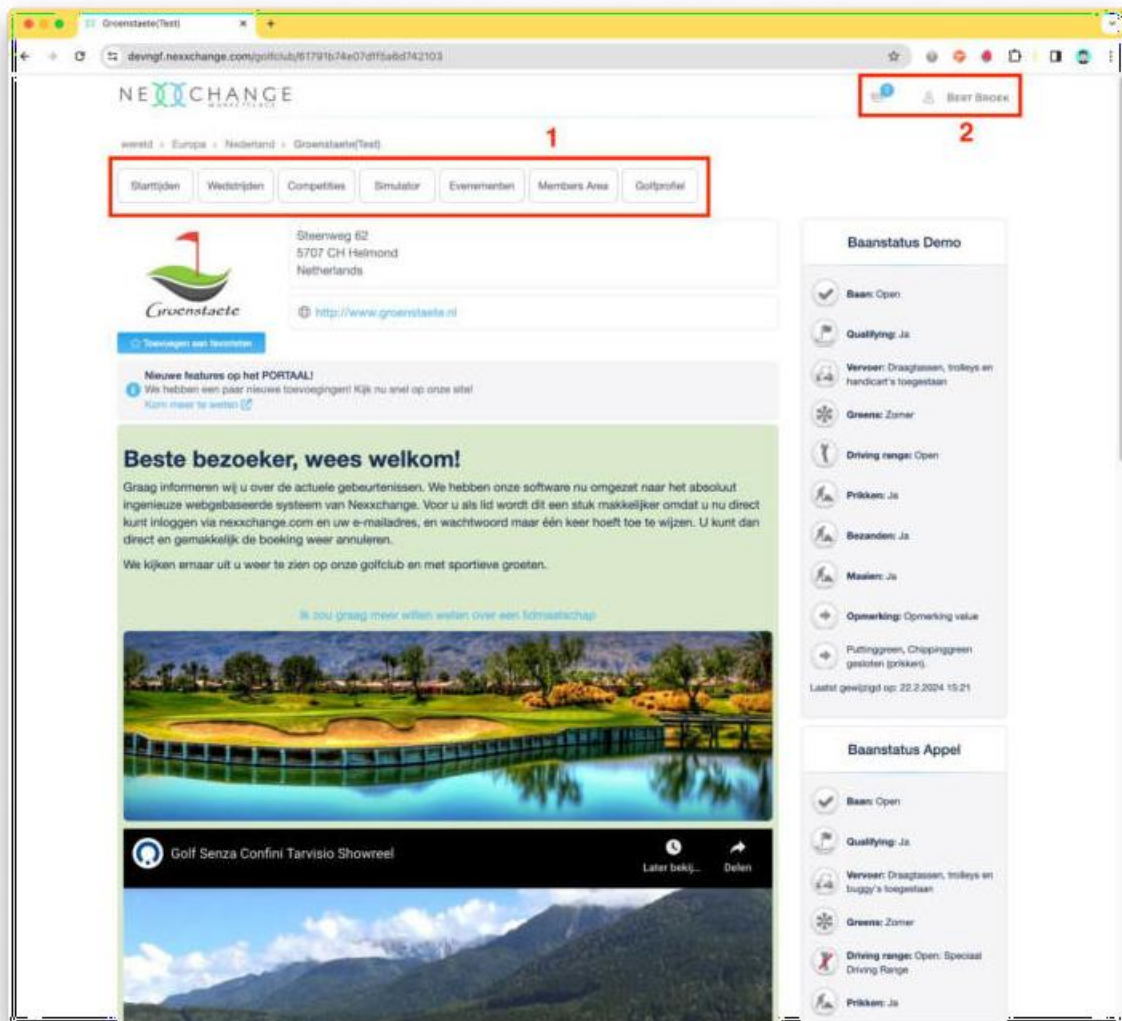 Groenstaete(Test)
devngf.nexxchange.com/golfclub/61791b74e07d1f5a6d742103
NEXXCHANGE
MARKETPLACE
1
BERT BROEK
2
wereld › Europa › Nederland › Groenstaete(Test)
Starttijden Wedstrijden Competities Simulator Evenementen Members Area Golfprofiel
Steenweg 62
5707 CH Helmond
Netherlands
Groenstaete
http://www.groenstaete.nl
Toevoegen aan favorieten
Nieuwe features op het PORTAAL!
We hebben een paar nieuwe toevoegingen! Kijk nu snel op onze site!
Kom meer te weten
Beste bezoeker, wees welkom!
Graag informeren wij u over de actuele gebeurtenissen. We hebben onze software nu omgezet naar het absoluut
ingenieuze webgebaseerde systeem van Nexxchange. Voor u als lid wordt dit een stuk makkelijker omdat u nu direct
kunt inloggen via nexxchange.com en uw e-mailadres, en wachtwoord maar één keer hoeft toe te wijzen. U kunt dan
direct en gemakkelijk de boeking weer annuleren.
We kijken ernaar uit u weer te zien op onze golfclub en met sportieve groeten.
Ik zou graag meer willen weten over een lidmaatschap
Golf Senza Confini Tarvisio Showreel
Later bekij...
Delen
Baanstatus Demo
Baan: Open
Qualifying: Ja
Vervoer: Draagtassen, trolleys en
handicart's toegestaan
Greens: Zomer
Driving range: Open
Prikken: Ja
Bezanden: Ja
Maaien: Ja
Opmerking: Opmerking value
Puttinggreen, Chippinggreen
gesloten (prikken).
Laatst gewijzigd op: 22.2.2024 15:21
Baanstatus Appel
Baan: Open
Qualifying: Ja
Vervoer: Draagtassen, trolleys en
buggy's toegestaan
Greens: Zomer
Driving range: Open: Speciaal
Driving Range
Prikken: Ja